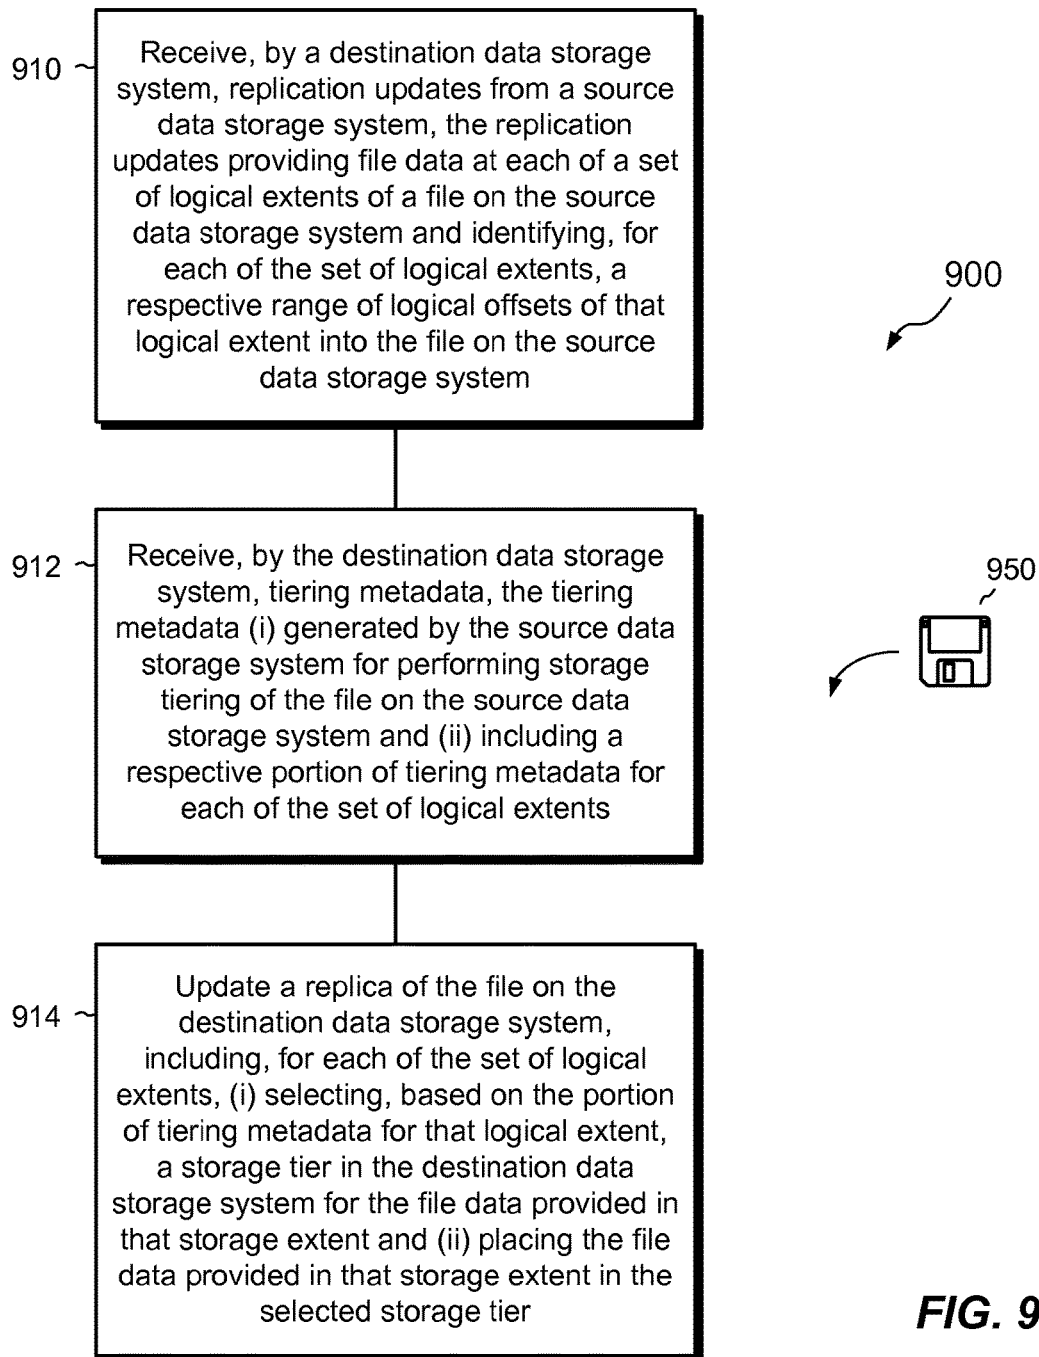 910
Receive, by a destination data storage
system, replication updates from a source
data storage system, the replication
updates providing file data at each of a set
of logical extents of a file on the source
data storage system and identifying, for
each of the set of logical extents, a
respective range of logical offsets of that
logical extent into the file on the source
data storage system
900
912
Receive, by the destination data storage
system, tiering metadata, the tiering
metadata (i) generated by the source data
storage system for performing storage
tiering of the file on the source data
storage system and (ii) including a
respective portion of tiering metadata for
each of the set of logical extents
950
914
Update a replica of the file on the
destination data storage system,
including, for each of the set of logical
extents, (i) selecting, based on the portion
of tiering metadata for that logical extent,
a storage tier in the destination data
storage system for the file data provided in
that storage extent and (ii) placing the file
data provided in that storage extent in the
selected storage tier
FIG. 9